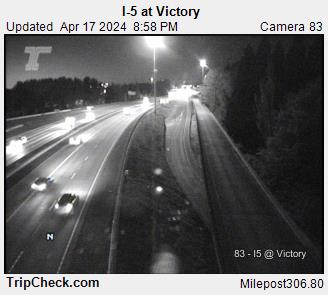 I-5 at Victory
Updated Apr 17 2024 8:58 PM Camera 83
T
N
83 - I5 @ Victory
TripCheck.com Milepost306.80